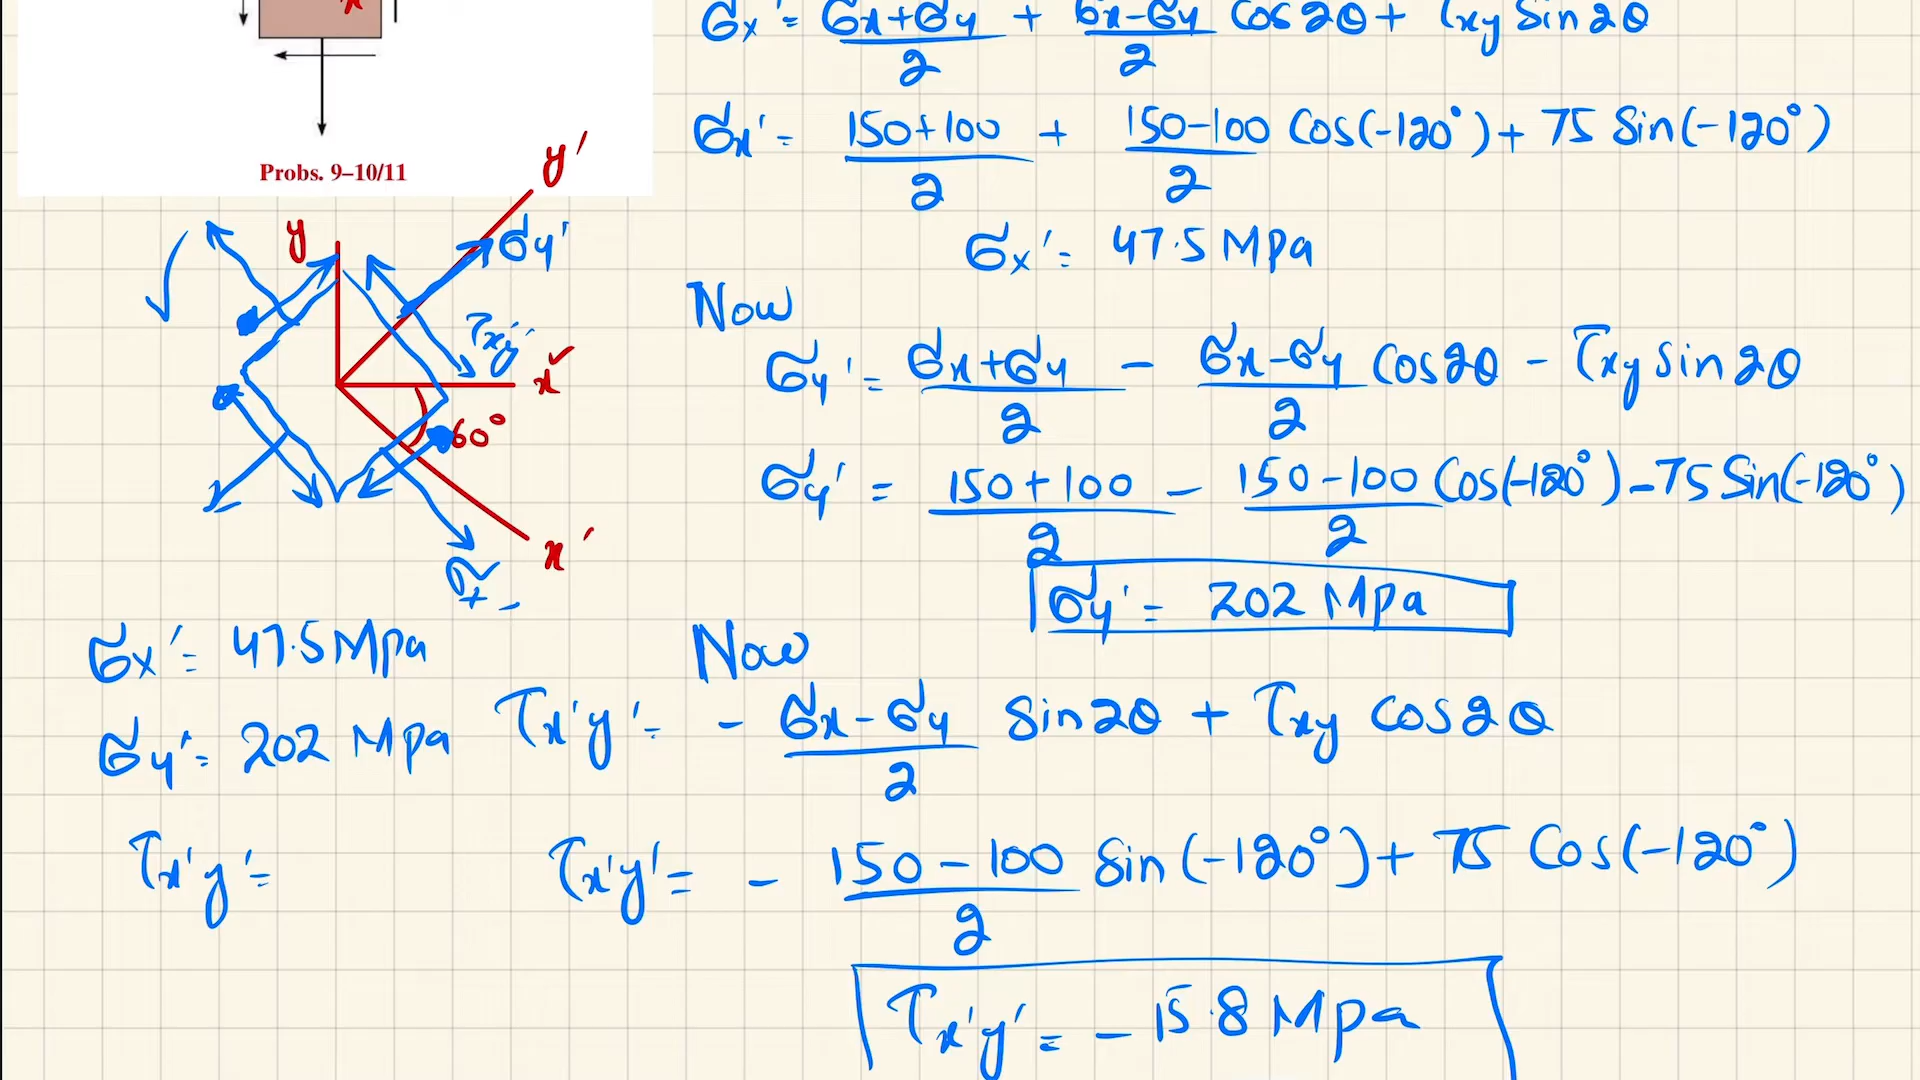 σx' = σx+σy/2 + σx-σy/2 cos2θ + τxy sin2θ
Probs. 9–10/11
σx' = 150+100/2 + 150-100/2 Cos(-120°) + 75 Sin(-120°)
σx' = 47.5 MPa
Now
σy' = σx+σy/2 - σx-σy/2 cos2θ - τxy sin2θ
σy' = 150+100/2 - 150-100/2 Cos(-120°) - 75 Sin(-120°)
σy' = 202 MPa
y'
y
σy'
τx'y'
x
60°
x'
σx'
σx' = 47.5 MPa
σy' = 202 MPa
τx'y' =
Now
τx'y' = - σx-σy/2 sin2θ + τxy cos2θ
τx'y' = - 150-100/2 Sin(-120°) + 75 Cos(-120°)
τx'y' = -15.8 MPa